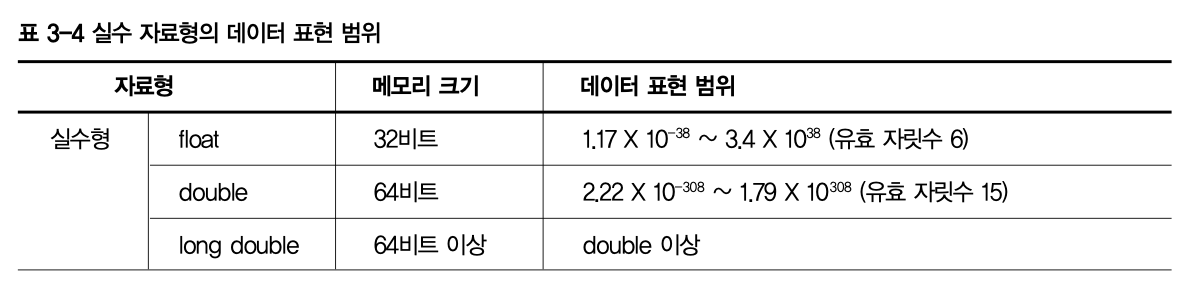 표 3-4 실수 자료형의 데이터 표현 범위
자료형 메모리 크기 데이터 표현 범위
실수형 float 32비트 1.17 X 10⁻³⁸ ~ 3.4 X 10³⁸ (유효 자릿수 6)
double 64비트 2.22 X 10⁻³⁰⁸ ~ 1.79 X 10³⁰⁸ (유효 자릿수 15)
long double 64비트 이상 double 이상